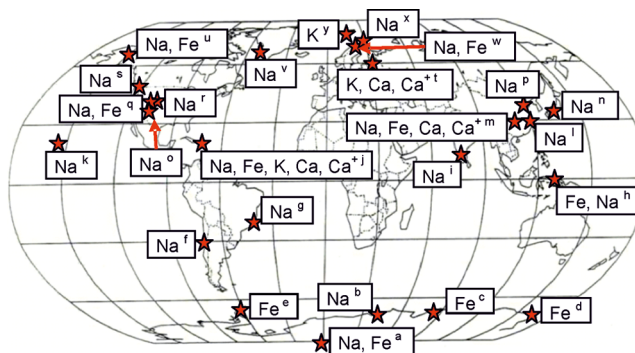 K y
Na x
Na, Fe u
Na, Fe w
Na s
Na v
K, Ca, Ca+ t
Na p
Na, Fe q
Na r
Na n
Na, Fe, Ca, Ca+ m
Na l
Na k
Na o
Na, Fe, K, Ca, Ca+ j
Na i
Fe, Na h
Na g
Na f
Fe e
Na b
Fe c
Fe d
Na, Fe a